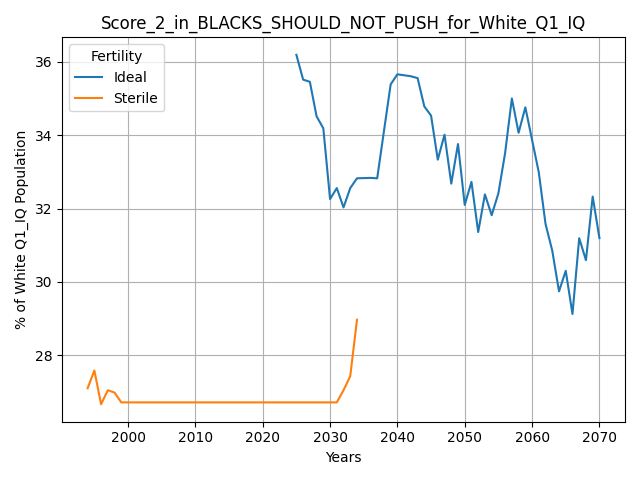 Score_2_in_BLACKS_SHOULD_NOT_PUSH_for_White_Q1_IQ
Fertility
Ideal
Sterile
% of White Q1_IQ Population
36
34
32
30
28
2000
2010
2020
2030
2040
2050
2060
2070
Years